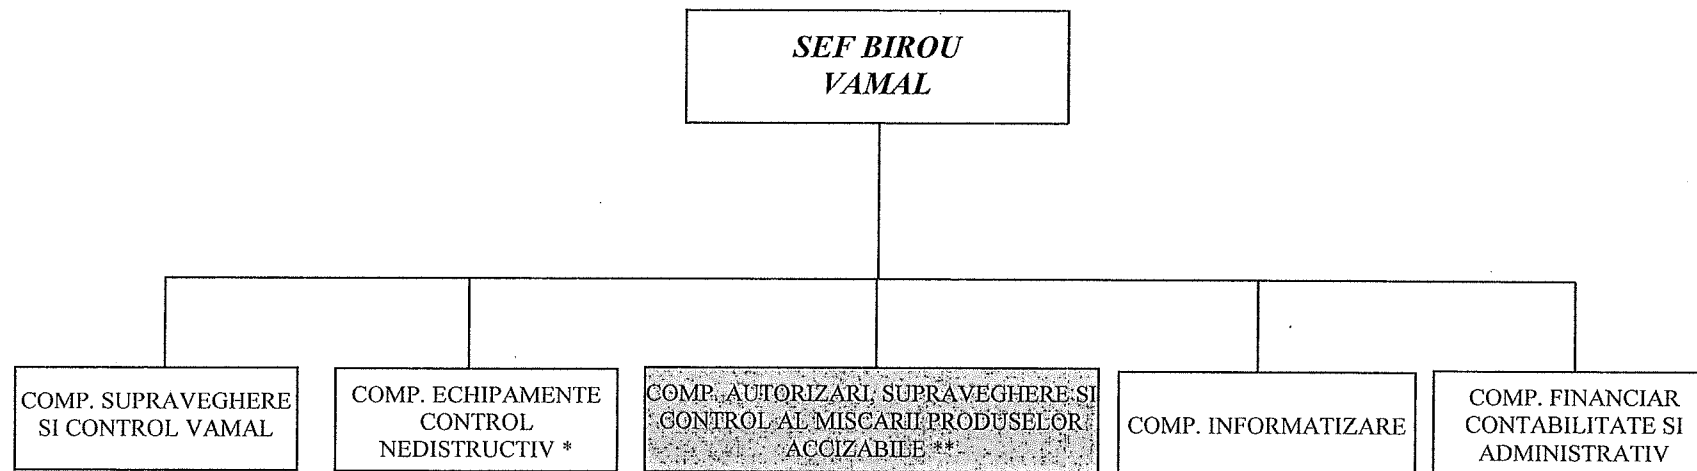 SEF BIROU
VAMAL
COMP. SUPRAVEGHERE
SI CONTROL VAMAL
COMP. ECHIPAMENTE
CONTROL
NEDISTRUCTIV *
COMP. AUTORIZARI, SUPRAVEGHERE SI
CONTROL AL MISCARII PRODUSELOR
ACCIZABILE **
COMP. INFORMATIZARE
COMP. FINANCIAR
CONTABILITATE SI
ADMINISTRATIV